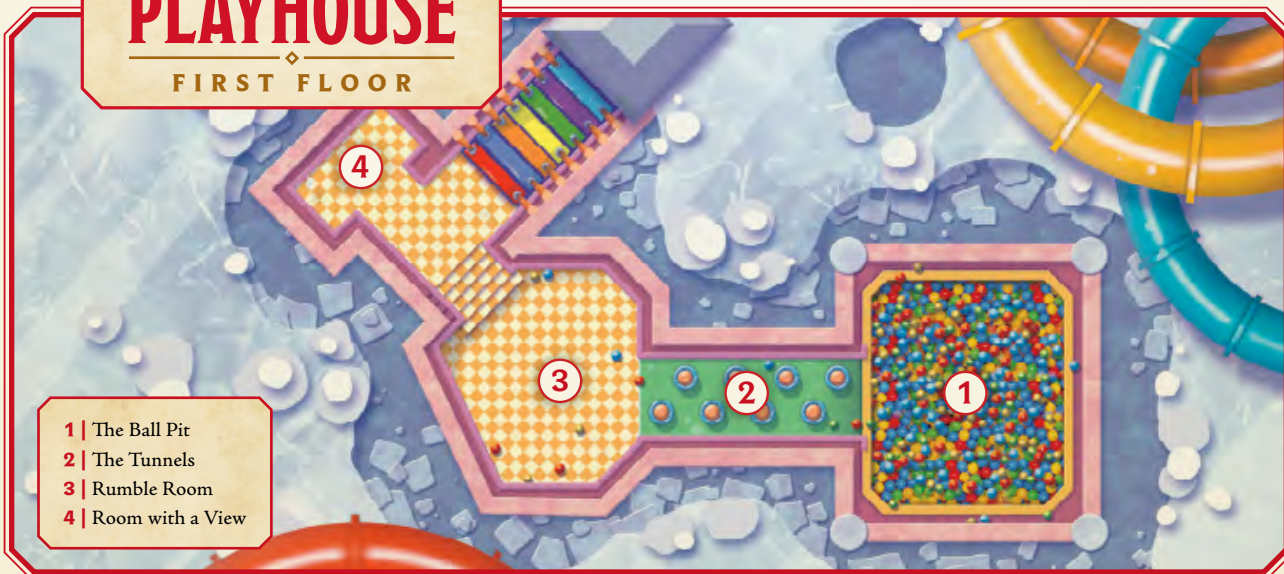 PLAYHOUSE
FIRST FLOOR
4
3
2
1
1 | The Ball Pit
2 | The Tunnels
3 | Rumble Room
4 | Room with a View